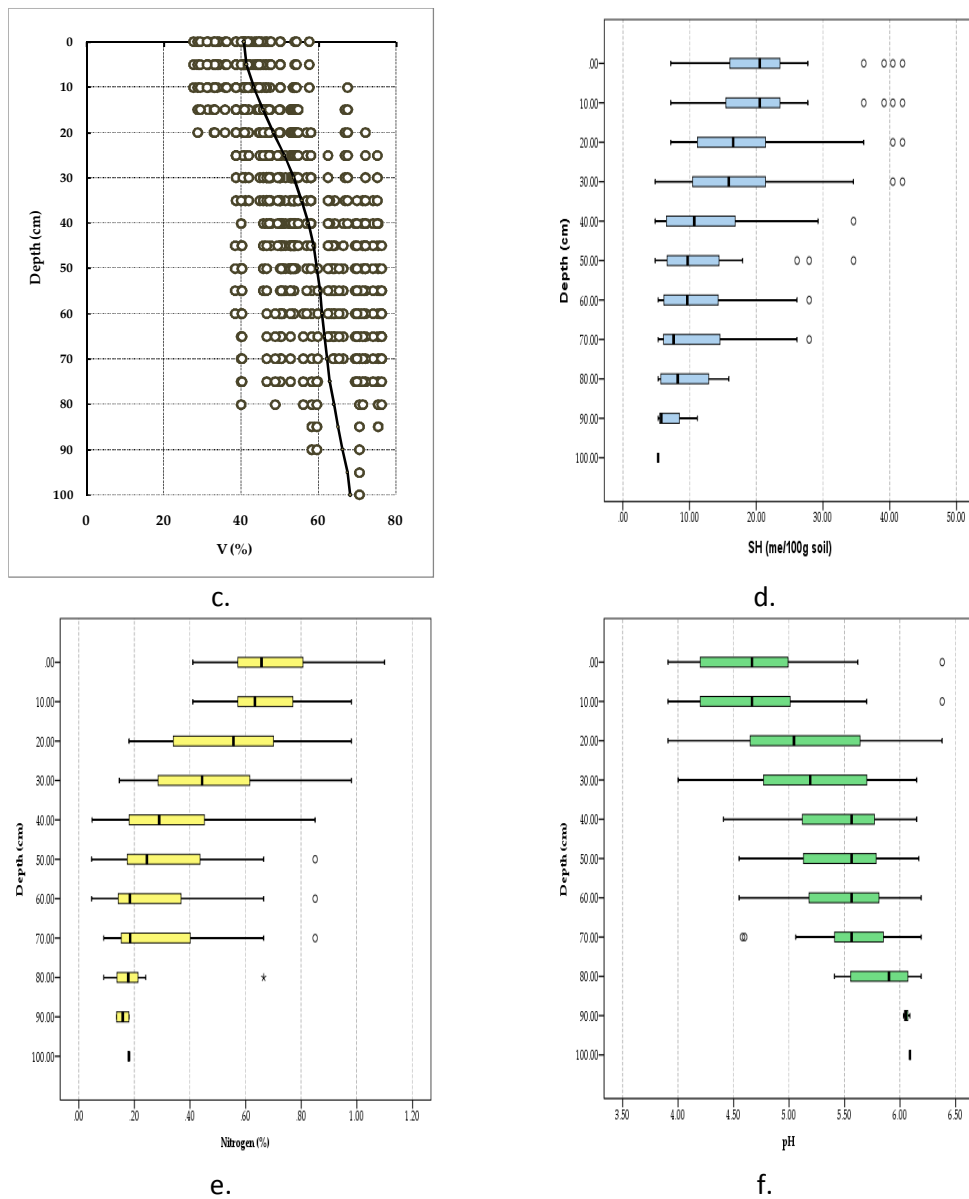 0
10
20
30
40
50
60
70
80
90
100
Depth (cm)
0 20 40 60 80
V (%)
c.
.00
10.00
20.00
30.00
40.00
50.00
60.00
70.00
80.00
90.00
100.00
Depth (cm)
.00 10.00 20.00 30.00 40.00 50.00
SH (me/100g soil)
d.
.00
10.00
20.00
30.00
40.00
50.00
60.00
70.00
80.00
90.00
100.00
Depth (cm)
.00 .20 .40 .60 .80 1.00 1.20
Nitrogen (%)
e.
.00
10.00
20.00
30.00
40.00
50.00
60.00
70.00
80.00
90.00
100.00
Depth (cm)
3.50 4.00 4.50 5.00 5.50 6.00 6.50
pH
f.